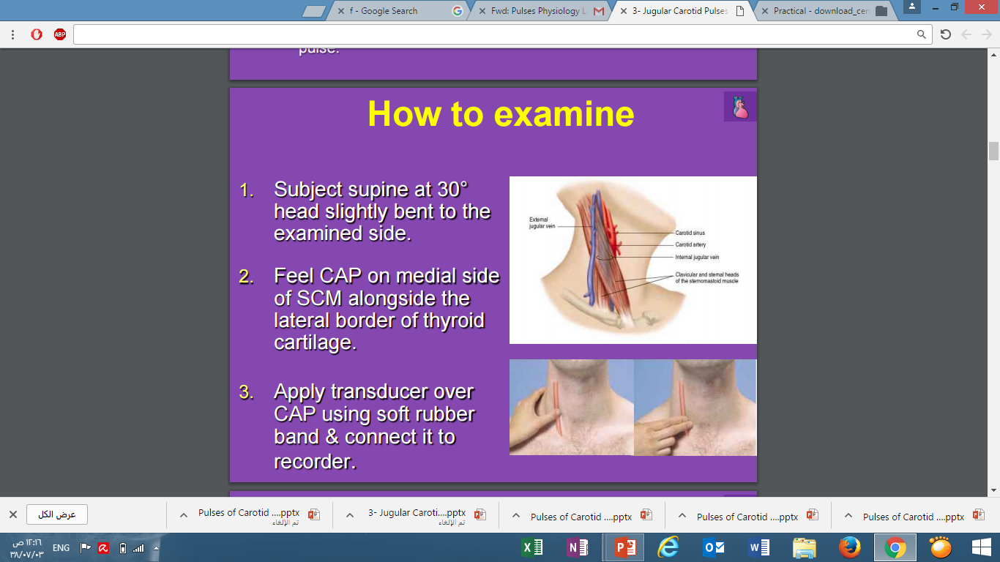 f - Google Search
Fwd: Pulses Physiology L
3- Jugular Carotid Pulses
Practical - download_cen
ABP
pulse.
How to examine
1. Subject supine at 30°
head slightly bent to the
examined side.
2. Feel CAP on medial side
of SCM alongside the
lateral border of thyroid
cartilage.
3. Apply transducer over
CAP using soft rubber
band & connect it to
recorder.
External
jugular vein
Carotid sinus
Carotid artery
Internal jugular vein
Clavicular and sternal heads
of the sternomastoid muscle
عرض الكل
Pulses of Carotid ....pptx
تم الإلغاء
3- Jugular Caroti....pptx
تم الإلغاء
Pulses of Carotid ....pptx
Pulses of Carotid ....pptx
Pulses of Carotid ....pptx
١٢:١٦ ص
٣٨/٠٧/٠٣
ENG